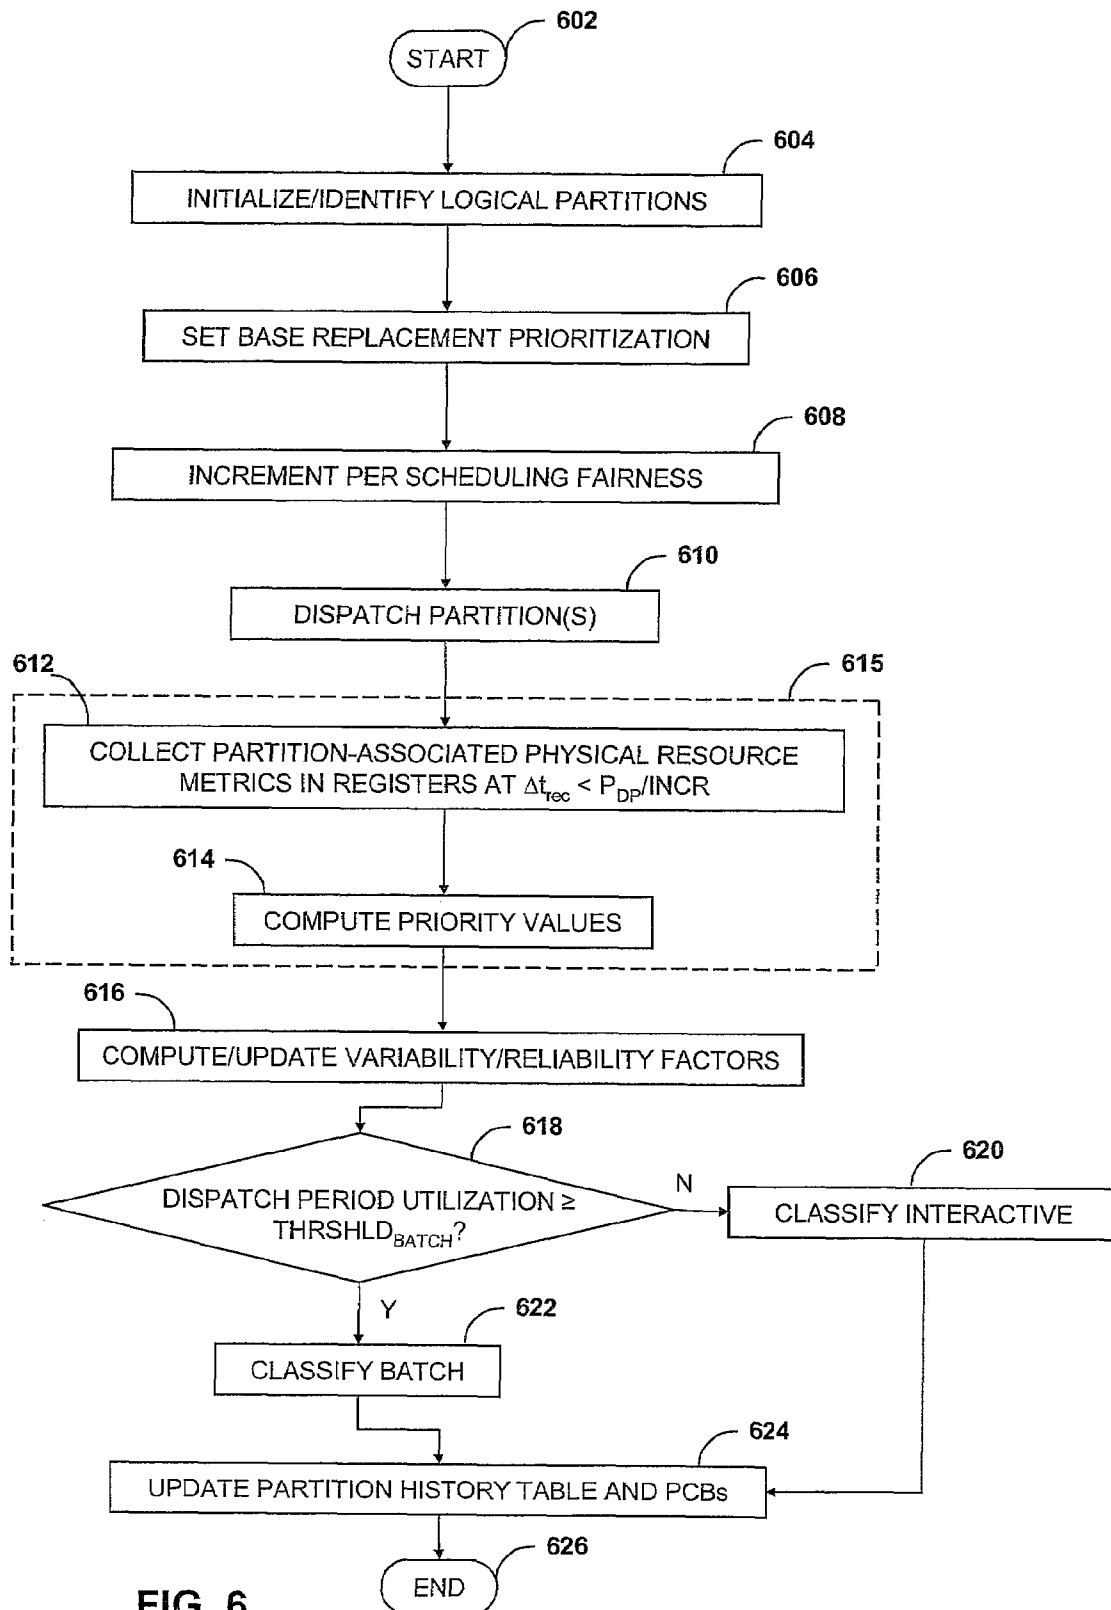 602
START
604
INITIALIZE/IDENTIFY LOGICAL PARTITIONS
606
SET BASE REPLACEMENT PRIORITIZATION
608
INCREMENT PER SCHEDULING FAIRNESS
610
DISPATCH PARTITION(S)
612
615
COLLECT PARTITION-ASSOCIATED PHYSICAL RESOURCE
METRICS IN REGISTERS AT Δt_rec < P_DP/INCR
614
COMPUTE PRIORITY VALUES
616
COMPUTE/UPDATE VARIABILITY/RELIABILITY FACTORS
618
DISPATCH PERIOD UTILIZATION ≥
THRSHLD_BATCH?
N
620
CLASSIFY INTERACTIVE
Y
622
CLASSIFY BATCH
624
UPDATE PARTITION HISTORY TABLE AND PCBs
626
END
FIG. 6